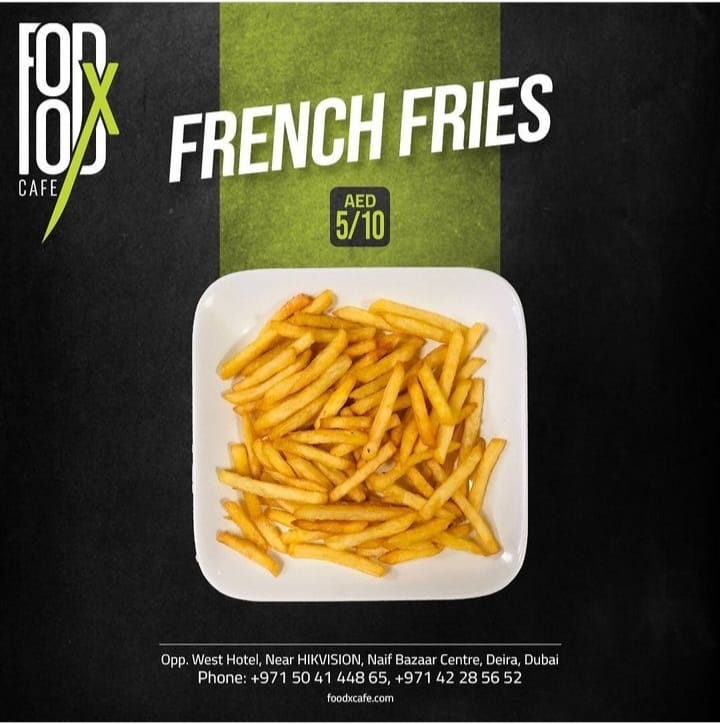 FOOD
X
CAFE
FRENCH FRIES
AED
5/10
Opp. West Hotel, Near HIKVISION, Naif Bazaar Centre, Deira, Dubai
Phone: +971 50 41 448 65, +971 42 28 56 52
foodxcafe.com